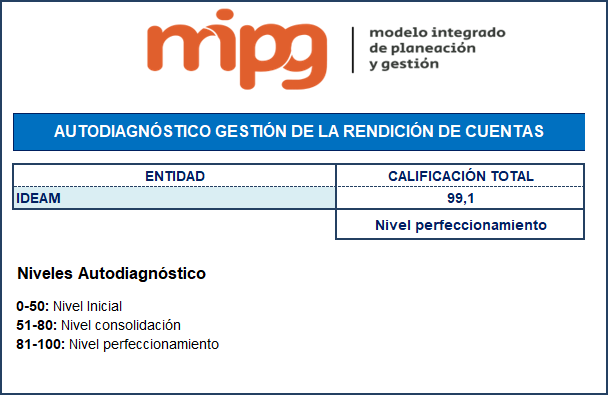 mipg
modelo integrado
de planeación
y gestión
AUTODIAGNÓSTICO GESTIÓN DE LA RENDICIÓN DE CUENTAS
ENTIDAD CALIFICACIÓN TOTAL
IDEAM 99,1
Nivel perfeccionamiento
Niveles Autodiagnóstico
0-50: Nivel Inicial
51-80: Nivel consolidación
81-100: Nivel perfeccionamiento